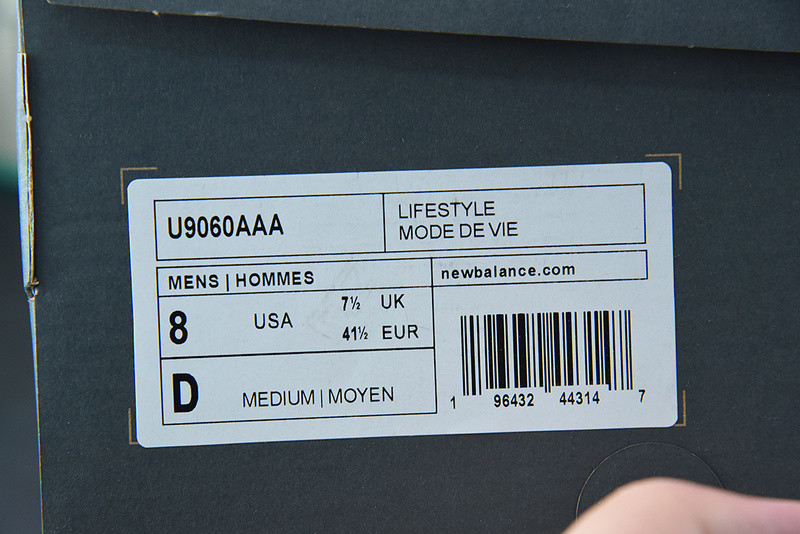 U9060AAA
LIFESTYLE
MODE DE VIE
MENS | HOMMES
newbalance.com
8 USA 7½ UK
41½ EUR
D MEDIUM | MOYEN
1 96432 44314 7